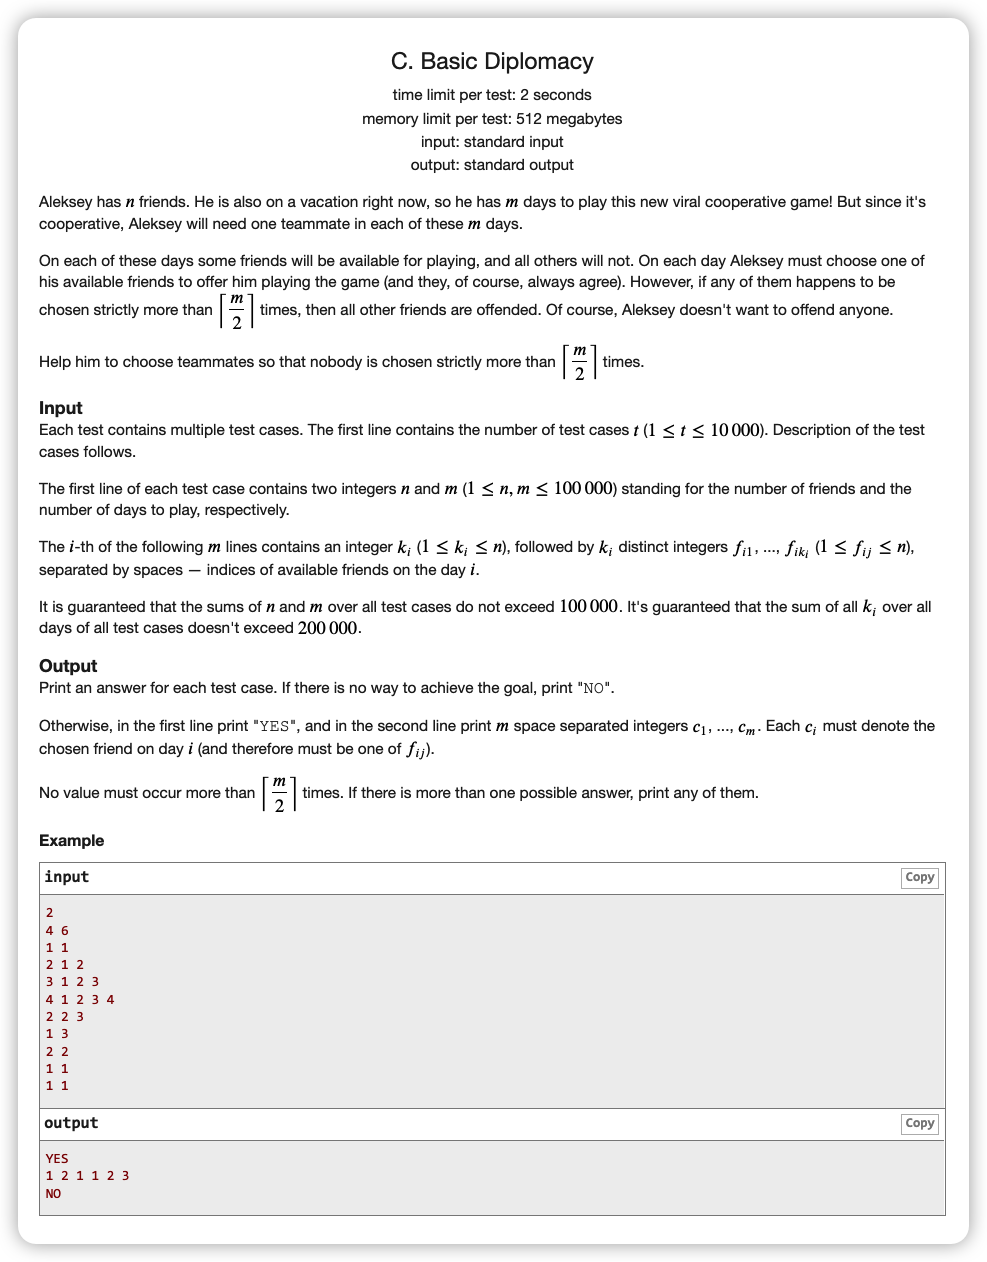 C. Basic Diplomacy
time limit per test: 2 seconds
memory limit per test: 512 megabytes
input: standard input
output: standard output
Aleksey has n friends. He is also on a vacation right now, so he has m days to play this new viral cooperative game! But since it's
cooperative, Aleksey will need one teammate in each of these m days.
On each of these days some friends will be available for playing, and all others will not. On each day Aleksey must choose one of
his available friends to offer him playing the game (and they, of course, always agree). However, if any of them happens to be
chosen strictly more than ⌈m/2⌉ times, then all other friends are offended. Of course, Aleksey doesn't want to offend anyone.
Help him to choose teammates so that nobody is chosen strictly more than ⌈m/2⌉ times.
Input
Each test contains multiple test cases. The first line contains the number of test cases t (1 ≤ t ≤ 10 000). Description of the test
cases follows.
The first line of each test case contains two integers n and m (1 ≤ n, m ≤ 100 000) standing for the number of friends and the
number of days to play, respectively.
The i-th of the following m lines contains an integer k_i (1 ≤ k_i ≤ n), followed by k_i distinct integers f_{i1}, ..., f_{ik_i} (1 ≤ f_{ij} ≤ n),
separated by spaces — indices of available friends on the day i.
It is guaranteed that the sums of n and m over all test cases do not exceed 100 000. It's guaranteed that the sum of all k_i over all
days of all test cases doesn't exceed 200 000.
Output
Print an answer for each test case. If there is no way to achieve the goal, print "NO".
Otherwise, in the first line print "YES", and in the second line print m space separated integers c_1, ..., c_m. Each c_i must denote the
chosen friend on day i (and therefore must be one of f_{ij}).
No value must occur more than ⌈m/2⌉ times. If there is more than one possible answer, print any of them.
Example
input
Copy
2
4 6
1 1
2 1 2
3 1 2 3
4 1 2 3 4
2 2 3
1 3
2 2
1 1
1 1
output
Copy
YES
1 2 1 1 2 3
NO